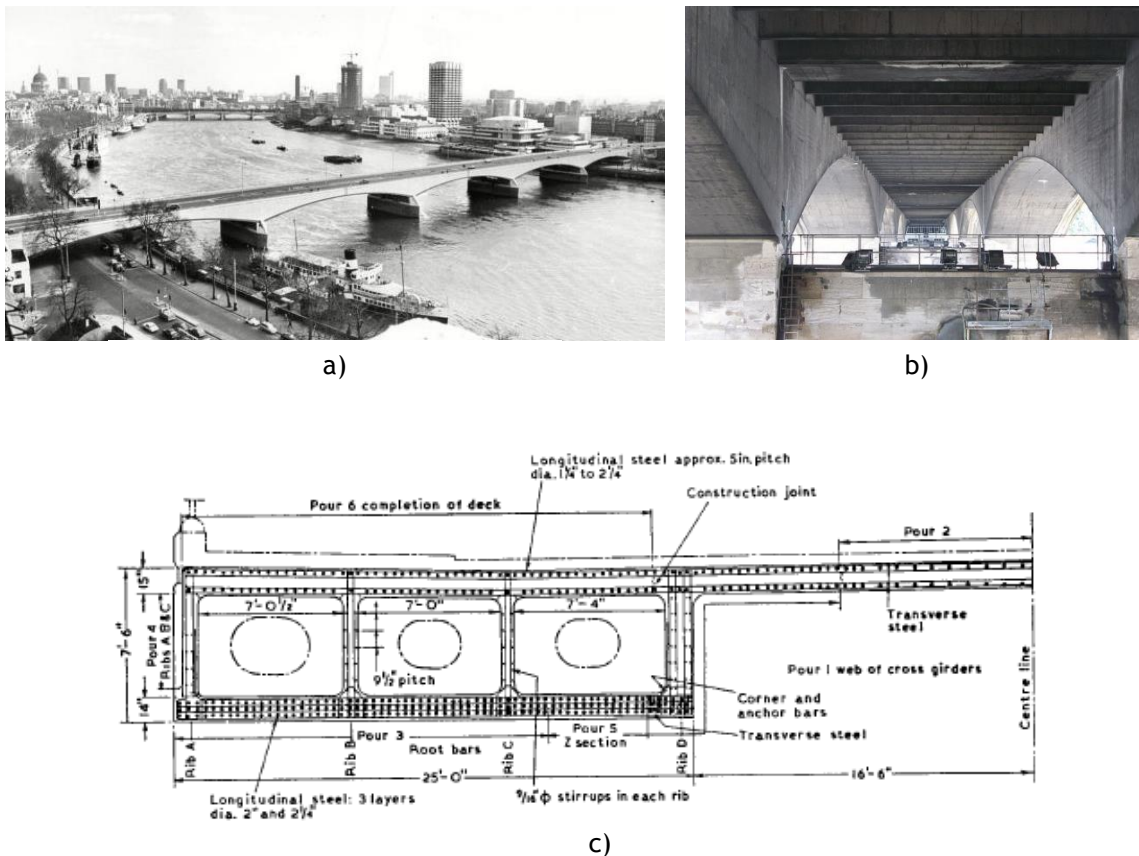 a)
b)
Longitudinal steel approx. 5in. pitch
dia. 1¼" to 2¼"
Construction joint
Pour 6 completion of deck
Pour 2
15"
7'-6"
Pour 4
Ribs A B & C
14"
7'-0½"
7'-0"
7'-4"
9½" pitch
Transverse
steel
Pour 1 web of cross girders
Corner and
anchor bars
Transverse steel
Centre line
Pour 3
Root bars
Pour 5
Z section
Rib A
Rib B
Rib C
Rib D
25'-0"
16'-6"
Longitudinal steel: 3 layers
dia. 2" and 2¼"
9/16" ϕ stirrups in each rib
c)